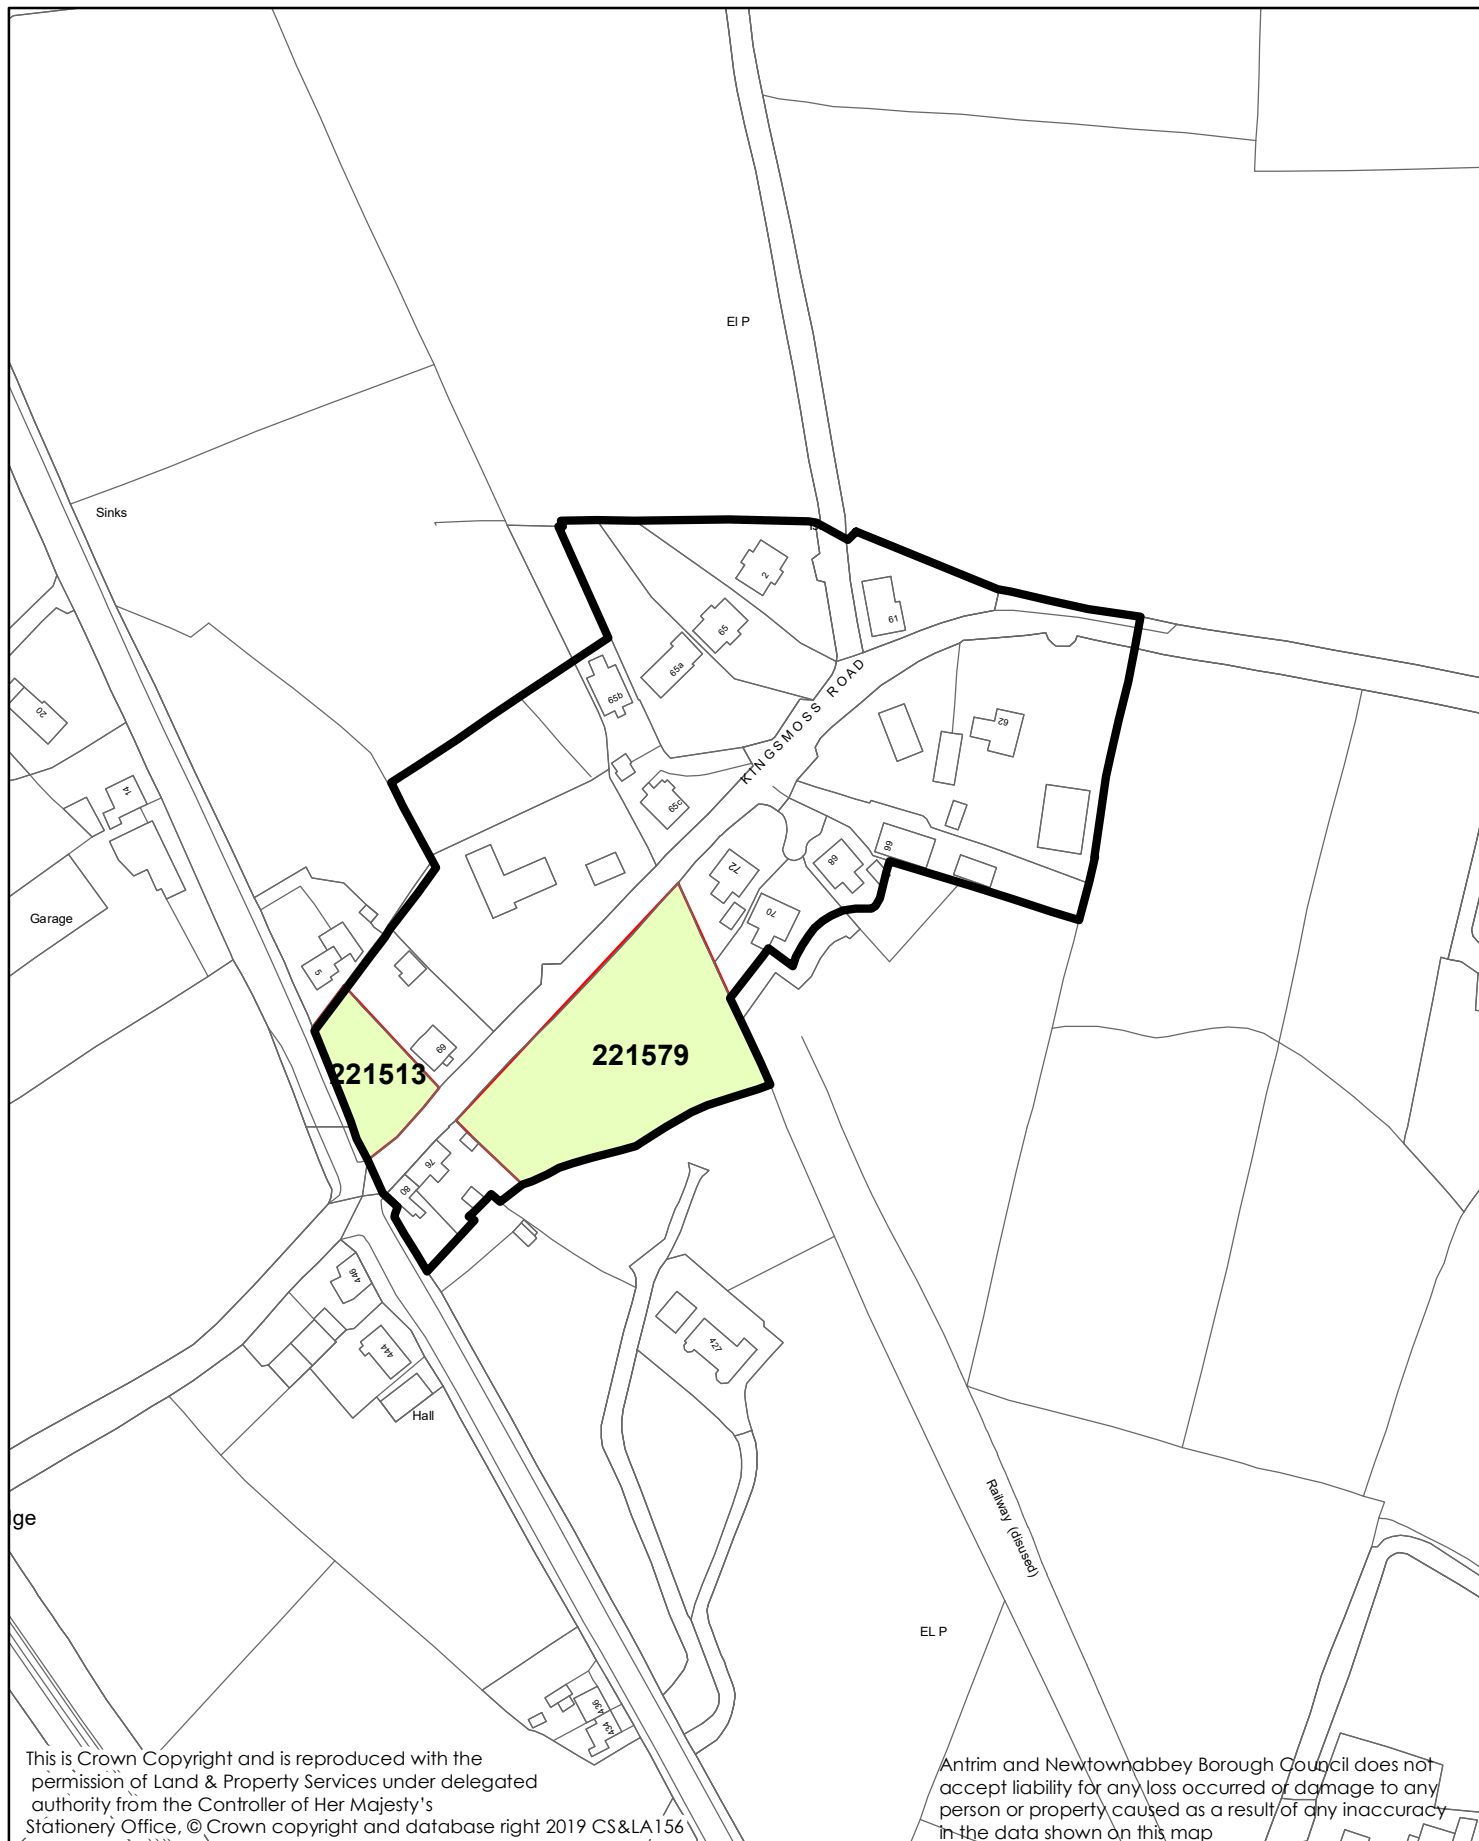 El P
Sinks
2
65
61
65a
65b
KINGSMOSS ROAD
62
20
14
65c
66
68
72
70
Garage
5
69
221579
221513
76
80
446
427
444
Hall
Railway (disused)
lge
EL P
436
434
This is Crown Copyright and is reproduced with the
permission of Land & Property Services under delegated
authority from the Controller of Her Majesty's
Stationery Office, © Crown copyright and database right 2019 CS&LA156
Antrim and Newtownabbey Borough Council does not
accept liability for any loss occurred or damage to any
person or property caused as a result of any inaccuracy
in the data shown on this map